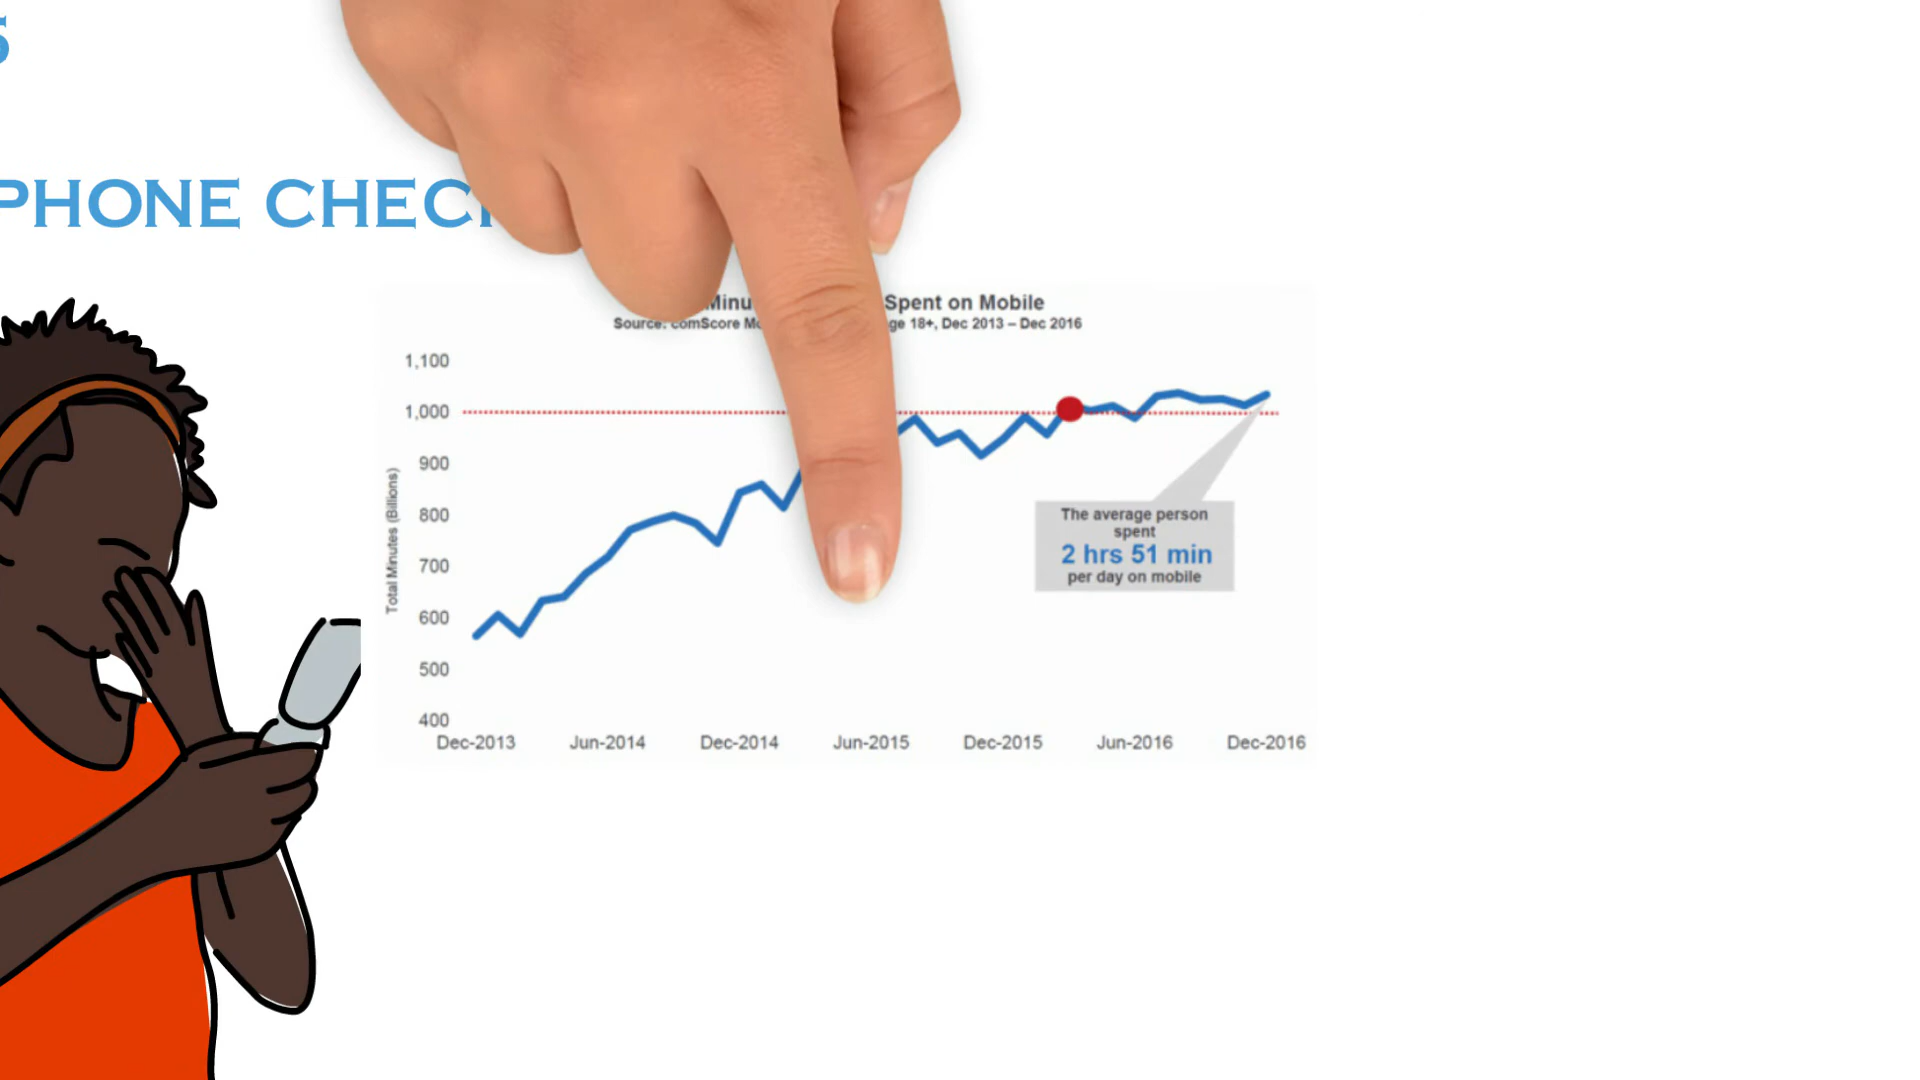 S
PHONE CHEC
Minu Spent on Mobile
Source: comScore Mo ge 18+, Dec 2013 – Dec 2016
1,100
1,000
900
800
700
600
500
400
Total Minutes (Billions)
The average person
spent
2 hrs 51 min
per day on mobile
Dec-2013 Jun-2014 Dec-2014 Jun-2015 Dec-2015 Jun-2016 Dec-2016